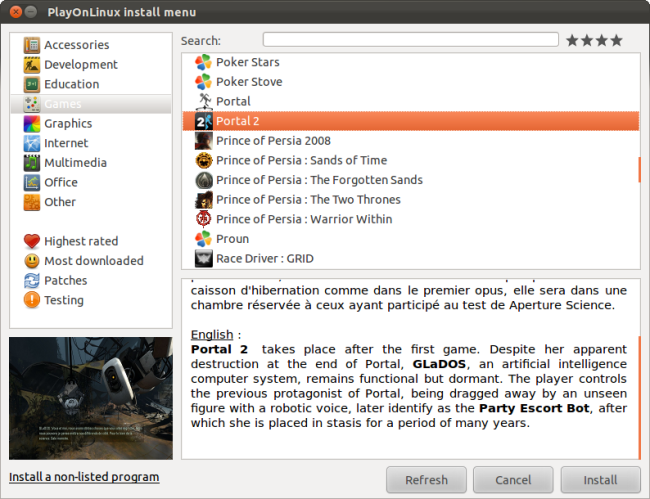 PlayOnLinux install menu
Accessories
Development
Education
Games
Graphics
Internet
Multimedia
Office
Other
Highest rated
Most downloaded
Patches
Testing
Search:
Poker Stars
Poker Stove
Portal
Portal 2
Prince of Persia 2008
Prince of Persia : Sands of Time
Prince of Persia : The Forgotten Sands
Prince of Persia : The Two Thrones
Prince of Persia : Warrior Within
Proun
Race Driver : GRID
caisson d'hibernation comme dans le premier opus, elle sera dans une
chambre réservée à ceux ayant participé au test de Aperture Science.
English :
Portal 2 takes place after the first game. Despite her apparent
destruction at the end of Portal, GLaDOS, an artificial intelligence
computer system, remains functional but dormant. The player controls
the previous protagonist of Portal, being dragged away by an unseen
figure with a robotic voice, later identify as the Party Escort Bot, after
which she is placed in stasis for a period of many years.
Install a non-listed program
Refresh
Cancel
Install